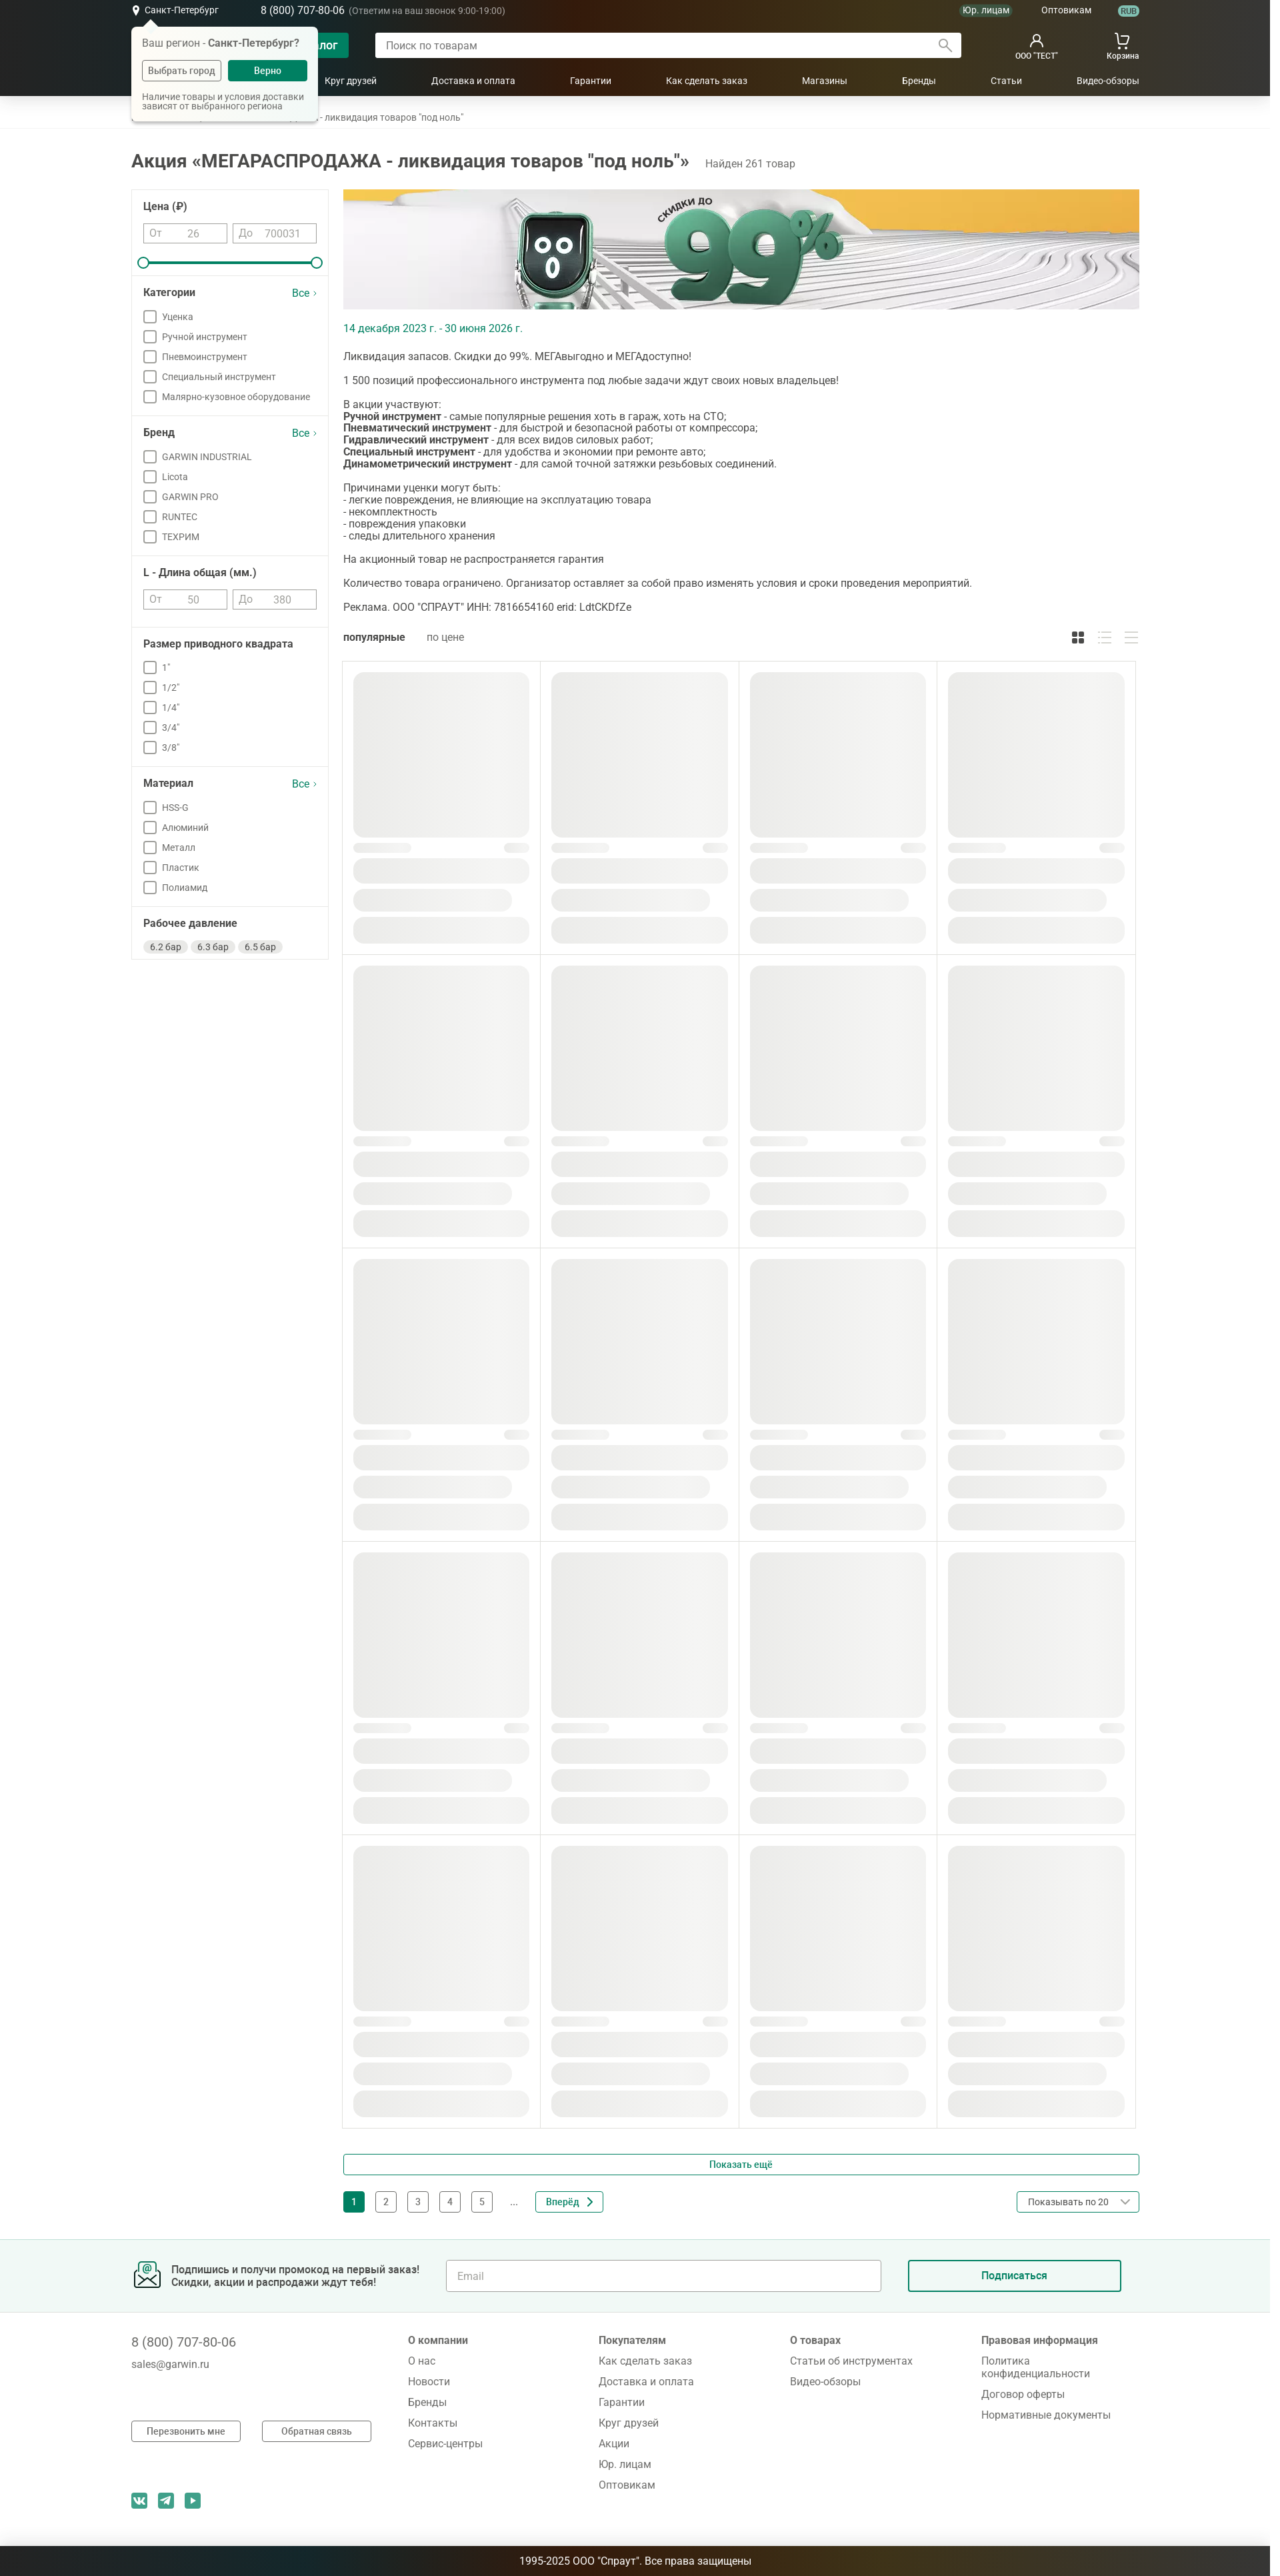 Санкт-Петербург
8 (800) 707-80-06 (Ответим на ваш звонок 9:00-19:00)
Юр. лицам
Оптовикам
RUB
Ваш регион - Санкт-Петербург?
Выбрать город
Верно
Наличие товары и условия доставки
зависят от выбранного региона
Поиск по товарам
ООО "ТЕСТ"
Корзина
Круг друзей
Доставка и оплата
Гарантии
Как сделать заказ
Магазины
Бренды
Статьи
Видео-обзоры
- ликвидация товаров "под ноль"
Акция «МЕГАРАСПРОДАЖА - ликвидация товаров "под ноль"»
Найден 261 товар
Цена (₽)
От 26
До 700031
Категории
Все
Уценка
Ручной инструмент
Пневмоинструмент
Специальный инструмент
Малярно-кузовное оборудование
Бренд
Все
GARWIN INDUSTRIAL
Licota
GARWIN PRO
RUNTEC
ТЕХРИМ
L - Длина общая (мм.)
От 50
До 380
Размер приводного квадрата
1"
1/2"
1/4"
3/4"
3/8"
Материал
Все
HSS-G
Алюминий
Металл
Пластик
Полиамид
Рабочее давление
6.2 бар
6.3 бар
6.5 бар
СКИДКИ ДО
99%
14 декабря 2023 г. - 30 июня 2026 г.
Ликвидация запасов. Скидки до 99%. МЕГАвыгодно и МЕГАдоступно!
1 500 позиций профессионального инструмента под любые задачи ждут своих новых владельцев!
В акции участвуют:
Ручной инструмент - самые популярные решения хоть в гараж, хоть на СТО;
Пневматический инструмент - для быстрой и безопасной работы от компрессора;
Гидравлический инструмент - для всех видов силовых работ;
Специальный инструмент - для удобства и экономии при ремонте авто;
Динамометрический инструмент - для самой точной затяжки резьбовых соединений.
Причинами уценки могут быть:
- легкие повреждения, не влияющие на эксплуатацию товара
- некомплектность
- повреждения упаковки
- следы длительного хранения
На акционный товар не распространяется гарантия
Количество товара ограничено. Организатор оставляет за собой право изменять условия и сроки проведения мероприятий.
Реклама. ООО "СПРАУТ" ИНН: 7816654160 erid: LdtCKDfZe
популярные
по цене
Показать ещё
1
2
3
4
5
...
Вперёд
Показывать по 20
Подпишись и получи промокод на первый заказ!
Скидки, акции и распродажи ждут тебя!
Email
Подписаться
8 (800) 707-80-06
sales@garwin.ru
Перезвонить мне
Обратная связь
О компании
О нас
Новости
Бренды
Контакты
Сервис-центры
Покупателям
Как сделать заказ
Доставка и оплата
Гарантии
Круг друзей
Акции
Юр. лицам
Оптовикам
О товарах
Статьи об инструментах
Видео-обзоры
Правовая информация
Политика
конфиденциальности
Договор оферты
Нормативные документы
1995-2025 ООО "Спраут". Все права защищены